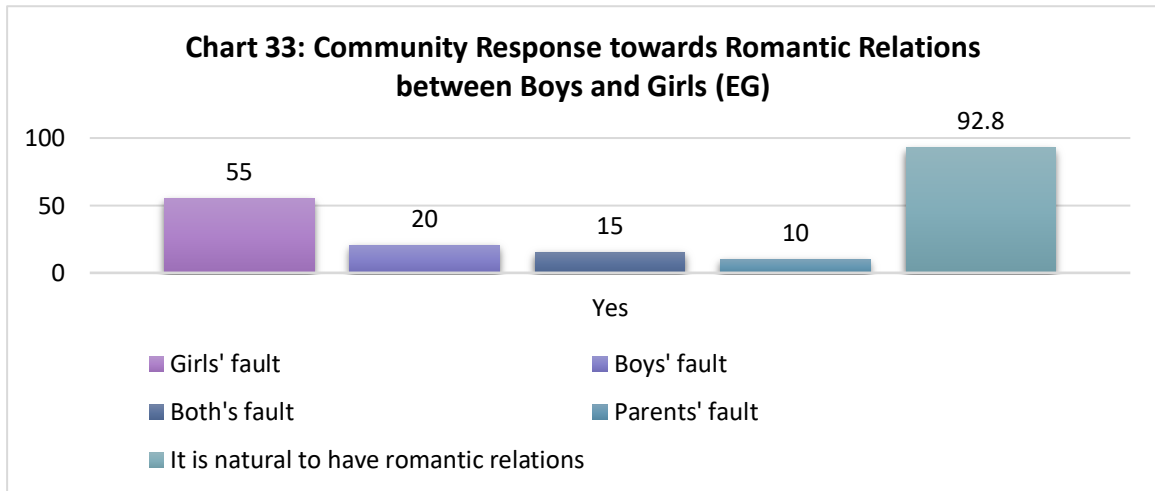 Chart 33: Community Response towards Romantic Relations
between Boys and Girls (EG)
92.8
100
55
50
20
15
10
0
Yes
Girls' fault
Boys' fault
Both's fault
Parents' fault
It is natural to have romantic relations